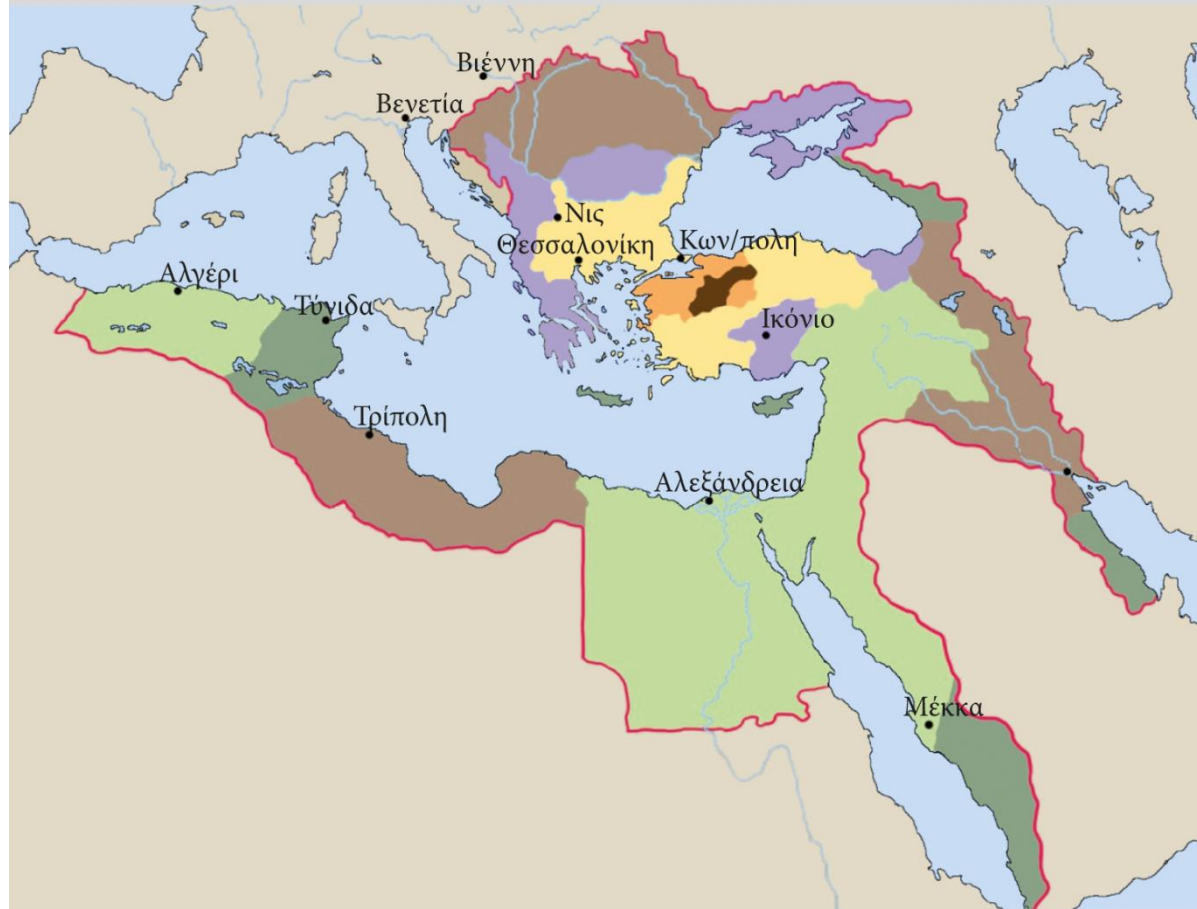 Βιέννη
Βενετία
Νις
Θεσσαλονίκη
Κων/πολη
Αλγέρι
Τύνιδα
Ικόνιο
Τρίπολη
Αλεξάνδρεια
Μέκκα